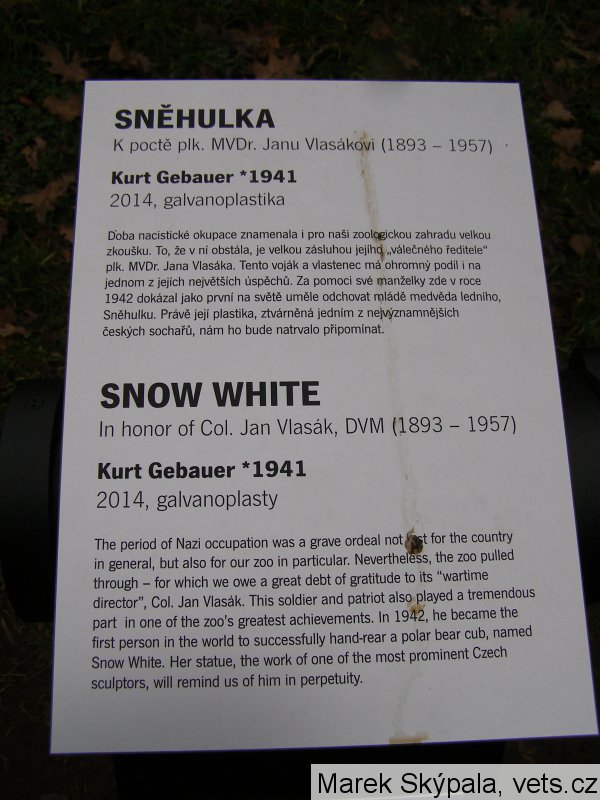 SNĚHULKA
K poctě plk. MVDr. Janu Vlasákovi (1893 – 1957)
Kurt Gebauer *1941
2014, galvanoplastika
Doba nacistické okupace znamenala i pro naši zoologickou zahradu velkou
zkoušku. To, že v ní obstála, je velkou zásluhou jejího „válečného ředitele“
plk. MVDr. Jana Vlasáka. Tento voják a vlastenec má ohromný podíl i na
jednom z jejích největších úspěchů. Za pomoci své manželky zde v roce
1942 dokázal jako první na světě uměle odchovat mládě medvěda ledního,
Sněhulku. Právě její plastika, ztvárněná jedním z nejvýznamnějších
českých sochařů, nám ho bude natrvalo připomínat.
SNOW WHITE
In honor of Col. Jan Vlasák, DVM (1893 – 1957)
Kurt Gebauer *1941
2014, galvanoplasty
The period of Nazi occupation was a grave ordeal not just for the country
in general, but also for our zoo in particular. Nevertheless, the zoo pulled
through – for which we owe a great debt of gratitude to its “wartime
director”, Col. Jan Vlasák. This soldier and patriot also played a tremendous
part in one of the zoo’s greatest achievements. In 1942, he became the
first person in the world to successfully hand-rear a polar bear cub, named
Snow White. Her statue, the work of one of the most prominent Czech
sculptors, will remind us of him in perpetuity.
Marek Skýpala, vets.cz